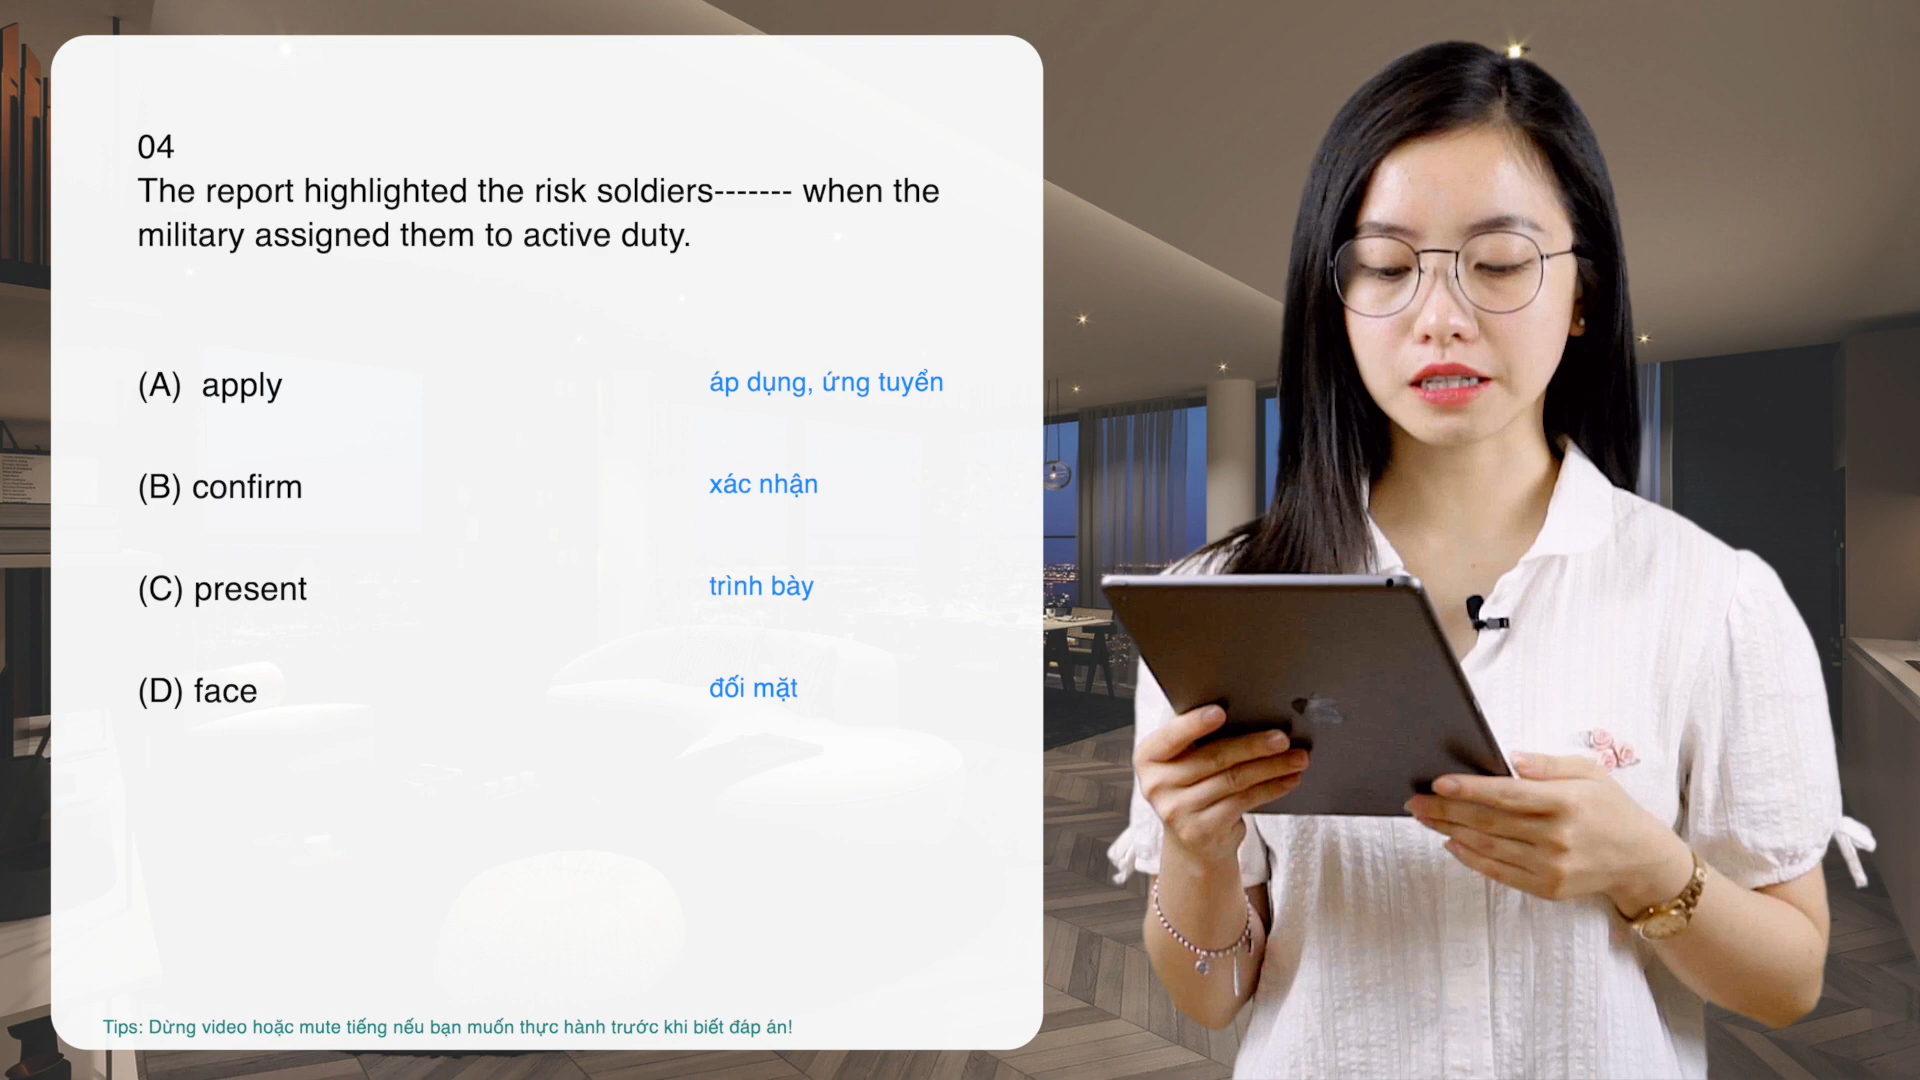 04
The report highlighted the risk soldiers------- when the
military assigned them to active duty.
(A) apply
áp dụng, ứng tuyển
(B) confirm
xác nhận
(C) present
trình bày
(D) face
đối mặt
Tips: Dừng video hoặc mute tiếng nếu bạn muốn thực hành trước khi biết đáp án!